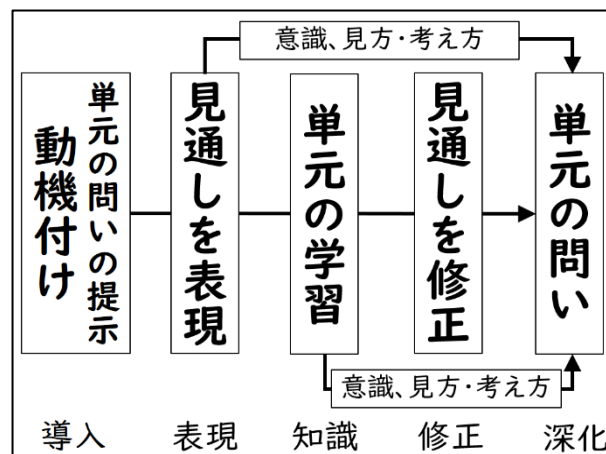 意識、見方・考え方
単元の問いの提示
動機付け
見通しを表現
単元の学習
見通しを修正
単元の問い
意識、見方・考え方
導入
表現
知識
修正
深化